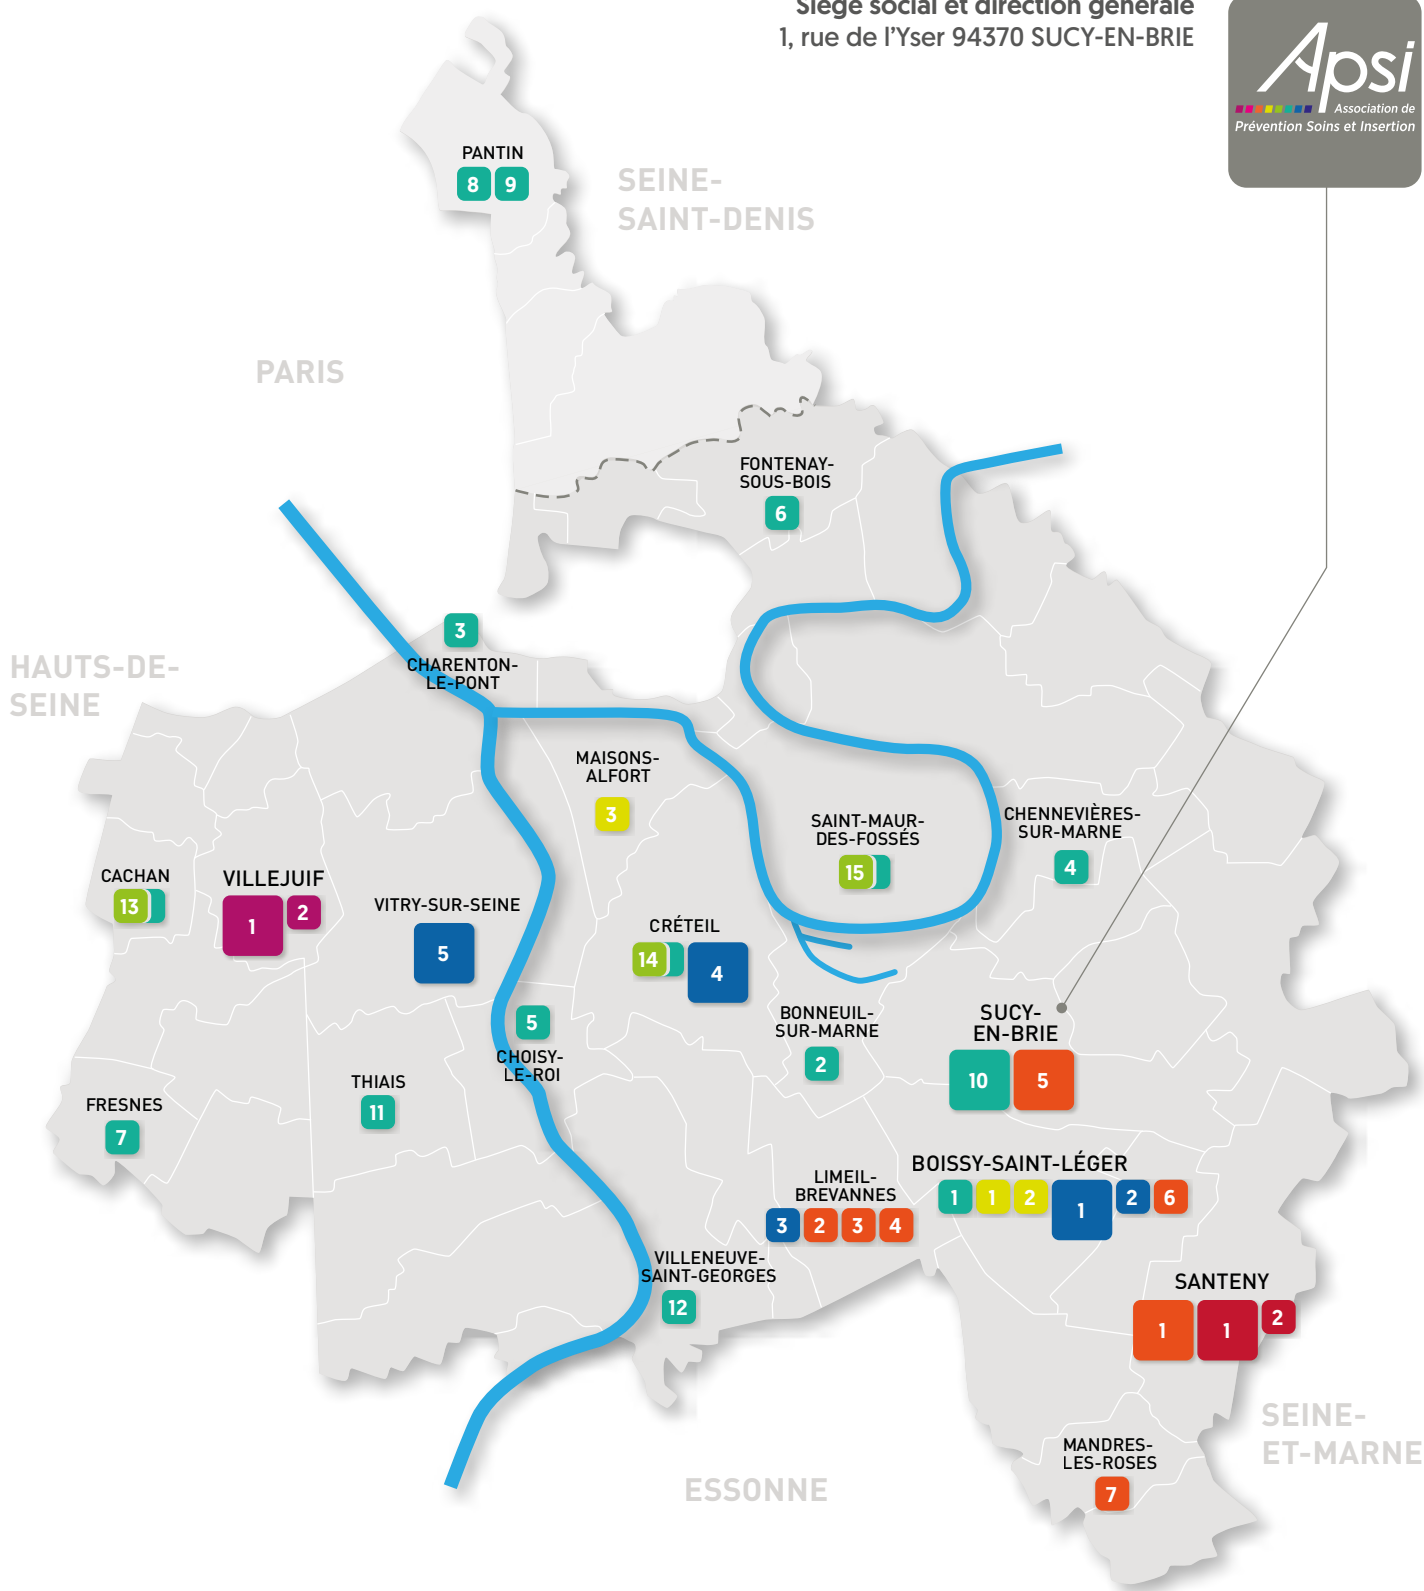 Siège social et direction générale
1, rue de l'Yser 94370 SUCY-EN-BRIE
Apsi
Association de
Prévention Soins et Insertion
PANTIN
8 9
SEINE-
SAINT-DENIS
PARIS
FONTENAY-
SOUS-BOIS
6
3
CHARENTON-
LE-PONT
HAUTS-DE-
SEINE
MAISONS-
ALFORT
3
SAINT-MAUR-
DES-FOSSÉS
15
CHENNEVIÈRES-
SUR-MARNE
4
CACHAN
13
VILLEJUIF
1 2
VITRY-SUR-SEINE
5
CRÉTEIL
14 4
BONNEUIL-
SUR-MARNE
2
SUCY-
EN-BRIE
10 5
5
CHOISY-
LE-ROI
THIAIS
11
FRESNES
7
BOISSY-SAINT-LÉGER
1 1 2 1 2 6
LIMEIL-
BREVANNES
3 2 3 4
VILLENEUVE-
SAINT-GEORGES
12
SANTENY
1 1 2
SEINE-
ET-MARNE
MANDRES-
LES-ROSES
7
ESSONNE